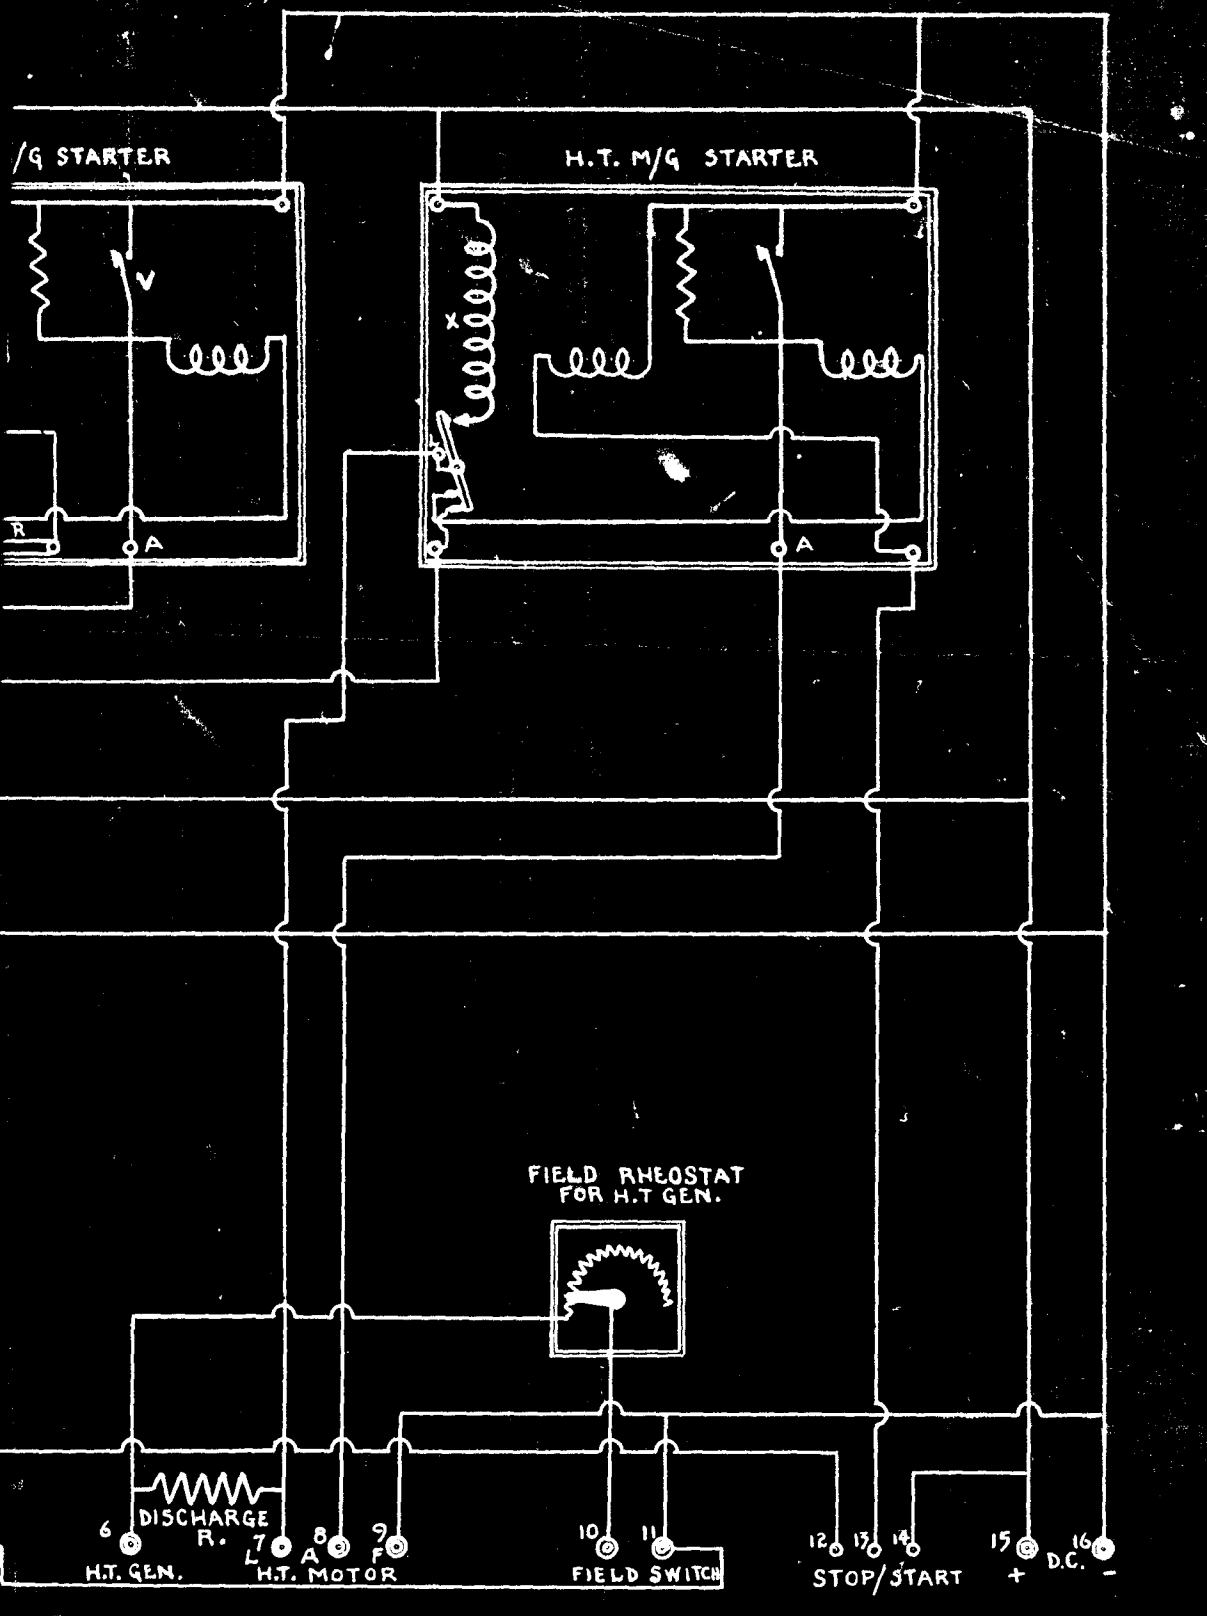 /G STARTER
H.T. M/G STARTER
V
X
R
A
A
FIELD RHEOSTAT
FOR H.T GEN.
DISCHARGE
R.
6
7
8
9
10
11
12
13
14
15
16
L
A
F
D.C.
H.T. GEN.
H.T. MOTOR
FIELD SWITCH
STOP/START
+
-